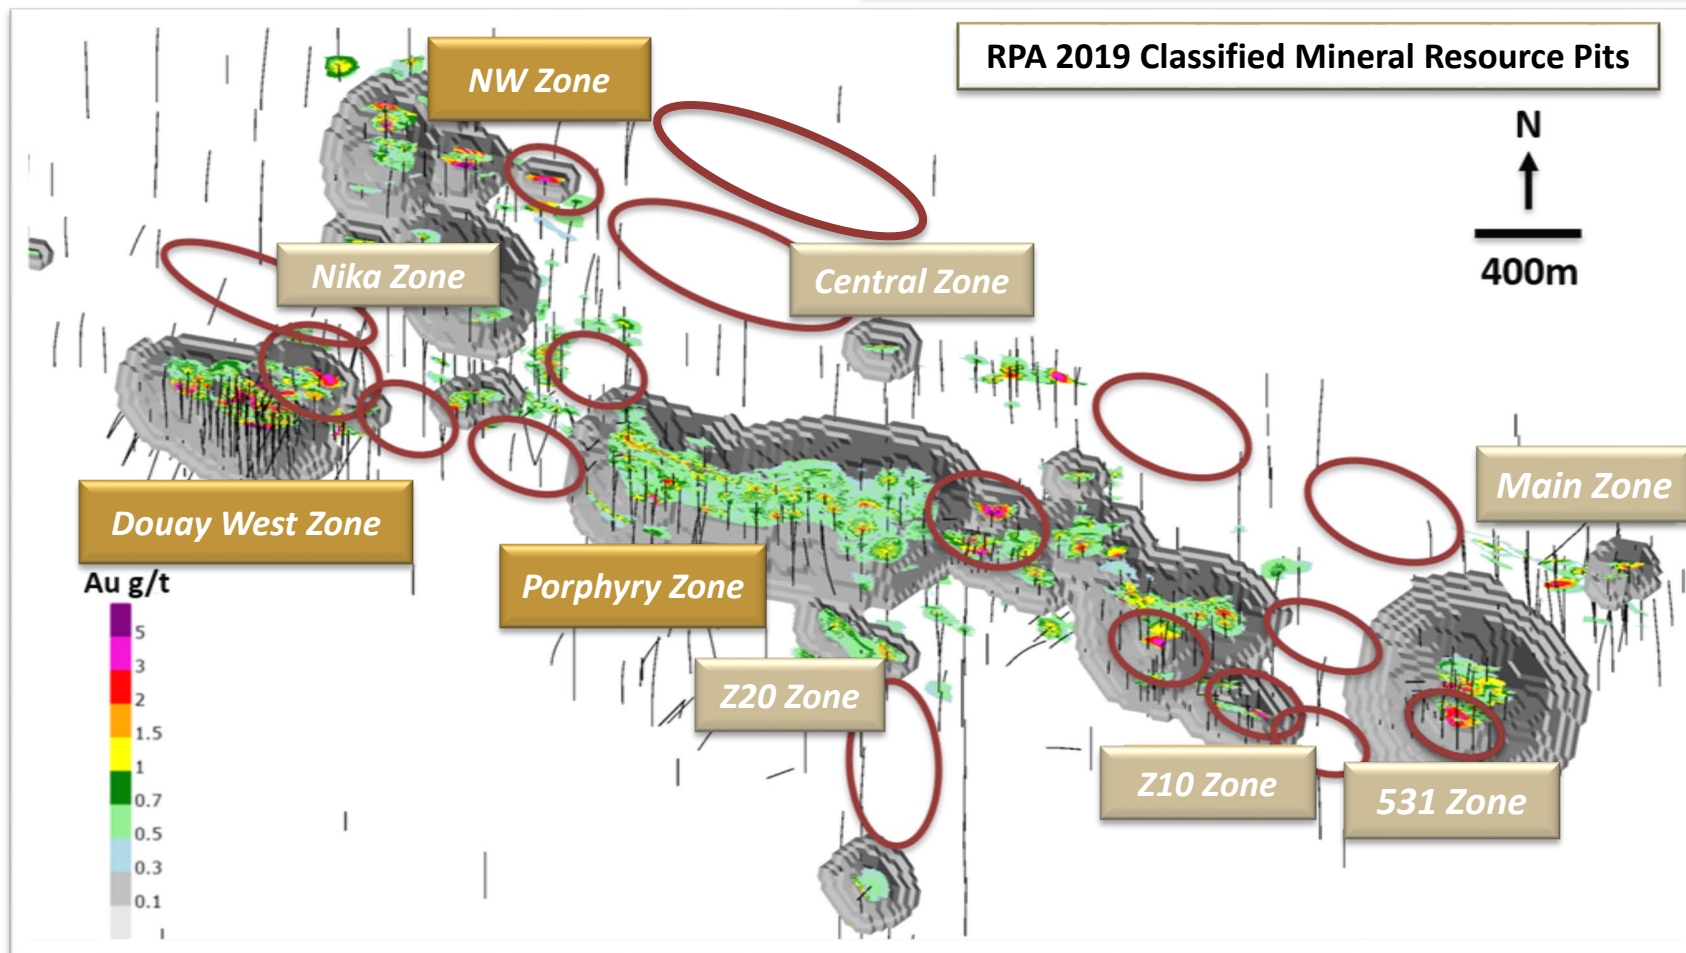 RPA 2019 Classified Mineral Resource Pits
NW Zone
N
400m
Nika Zone
Central Zone
Main Zone
Douay West Zone
Porphyry Zone
Au g/t
5
3
2
1.5
1
0.7
0.5
0.3
0.1
Z20 Zone
Z10 Zone
531 Zone